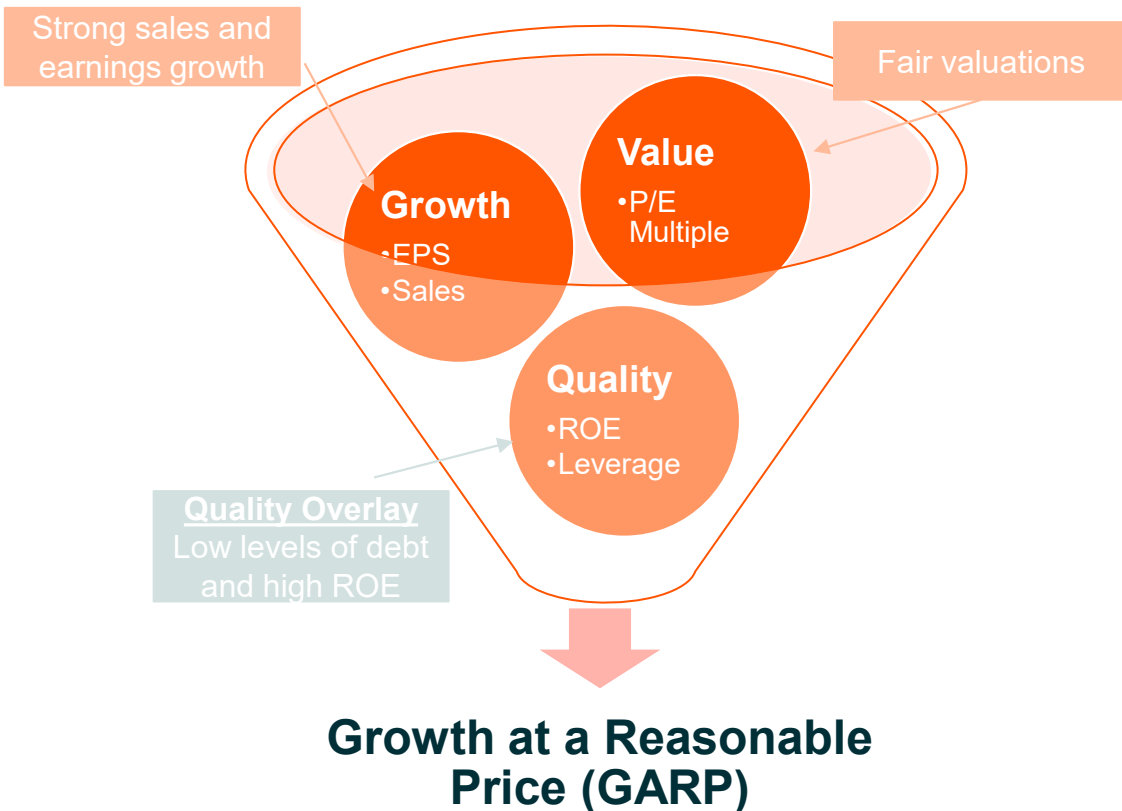 Strong sales and
earnings growth
Fair valuations
Value
•P/E
Multiple
Growth
•EPS
•Sales
Quality
•ROE
•Leverage
Quality Overlay
Low levels of debt
and high ROE
Growth at a Reasonable
Price (GARP)